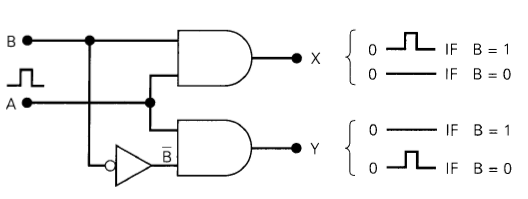 B
A
B̅
X
0 IF B = 1
0 IF B = 0
Y
0 IF B = 1
0 IF B = 0